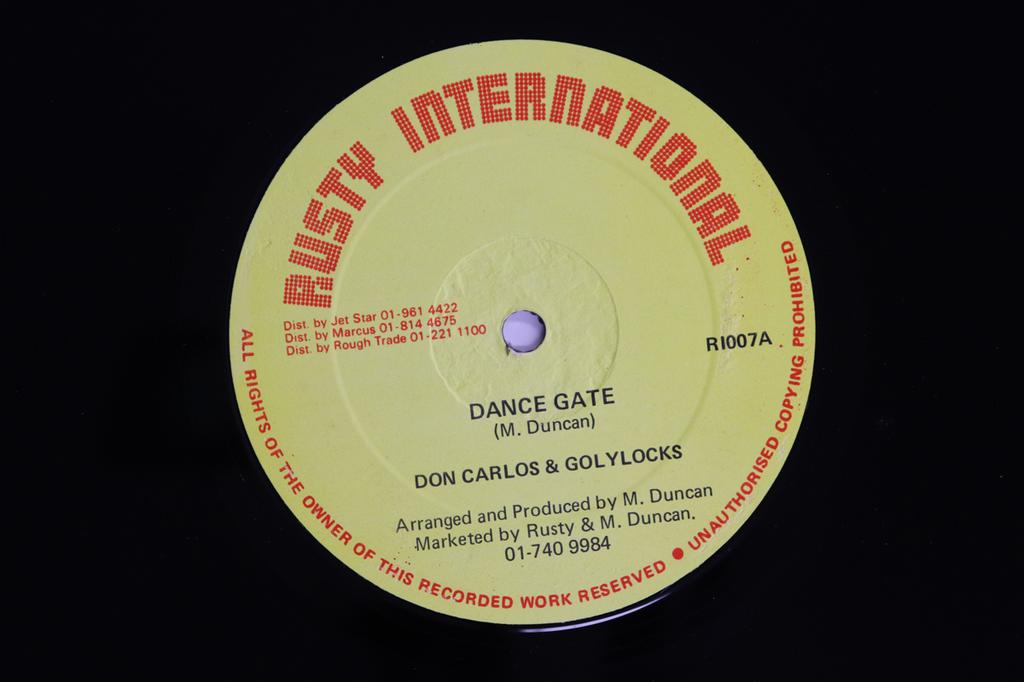 RUSTY INTERNATIONAL
Dist. by Jet Star 01-961 4422
Dist. by Marcus 01-814 4675
Dist. by Rough Trade 01-221 1100
RI007A
DANCE GATE
(M. Duncan)
DON CARLOS & GOLYLOCKS
Arranged and Produced by M. Duncan
Marketed by Rusty & M. Duncan.
01-740 9984
ALL RIGHTS OF THE OWNER OF THIS RECORDED WORK RESERVED ● UNAUTHORISED COPYING PROHIBITED